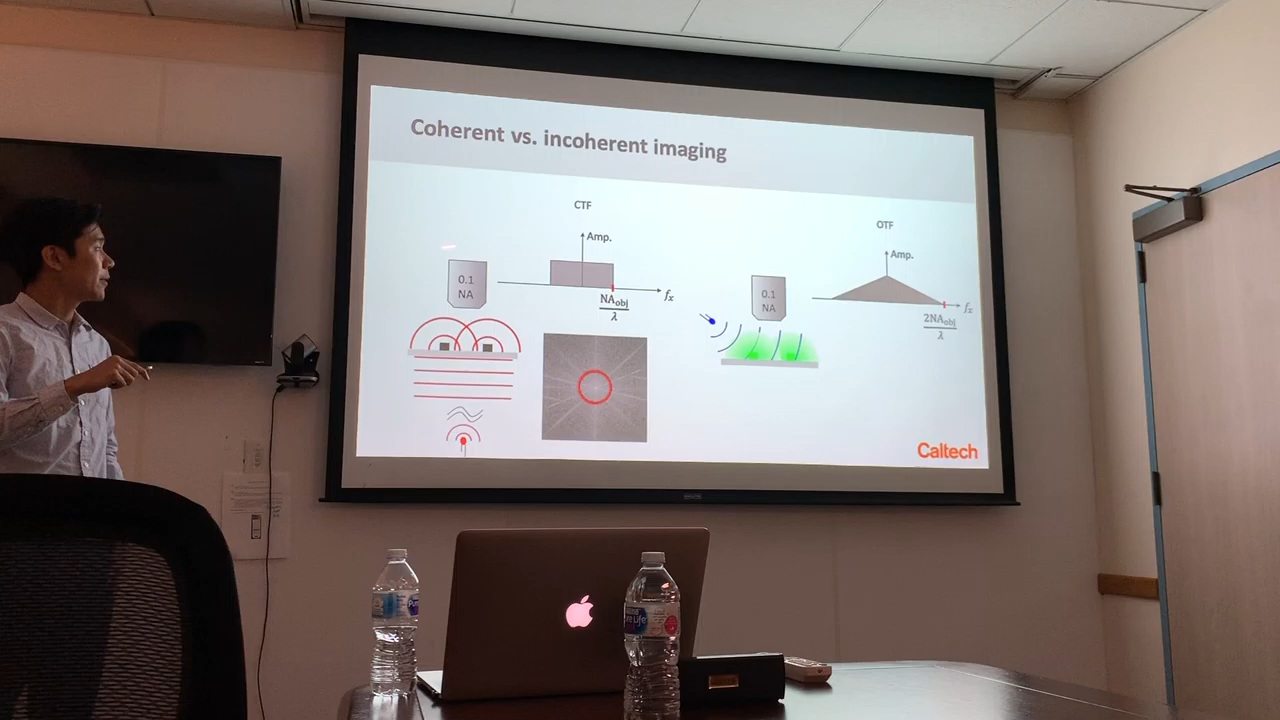 Coherent vs. incoherent imaging
CTF
Amp.
0.1
NA
fx
NAobj
λ
OTF
Amp.
0.1
NA
fx
2NAobj
λ
Caltech